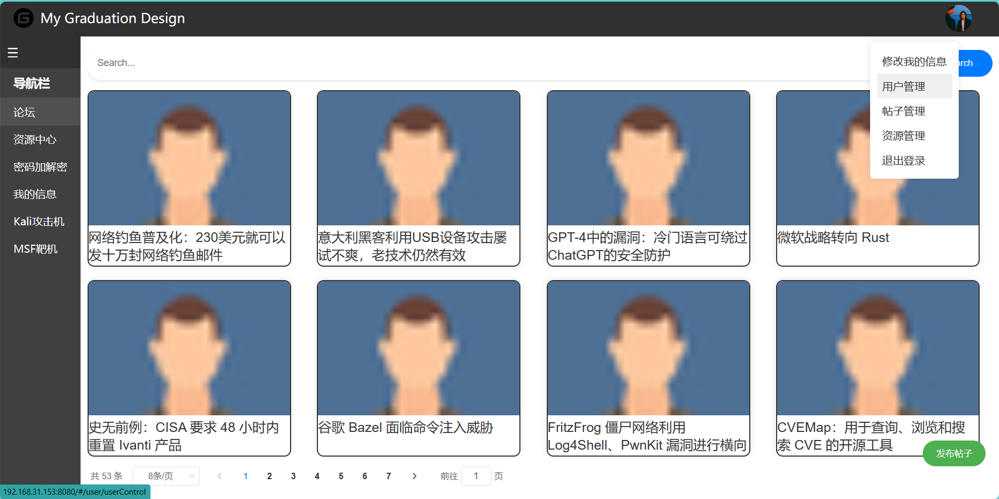 My Graduation Design
☰
导航栏
论坛
资源中心
密码加解密
我的信息
Kali攻击机
MSF靶机
Search...
arch
修改我的信息
用户管理
帖子管理
资源管理
退出登录
网络钓鱼普及化：230美元就可以
发十万封网络钓鱼邮件
意大利黑客利用USB设备攻击屡
试不爽，老技术仍然有效
GPT-4中的漏洞：冷门语言可绕过
ChatGPT的安全防护
微软战略转向 Rust
史无前例：CISA 要求 48 小时内
重置 Ivanti 产品
谷歌 Bazel 面临命令注入威胁
FritzFrog 僵尸网络利用
Log4Shell、PwnKit 漏洞进行横向
CVEMap：用于查询、浏览和搜
索 CVE 的开源工具
发布帖子
共 53 条 8条/页 1 2 3 4 5 6 7 前往 1 页
192.168.31.153:8080/#/user/userControl